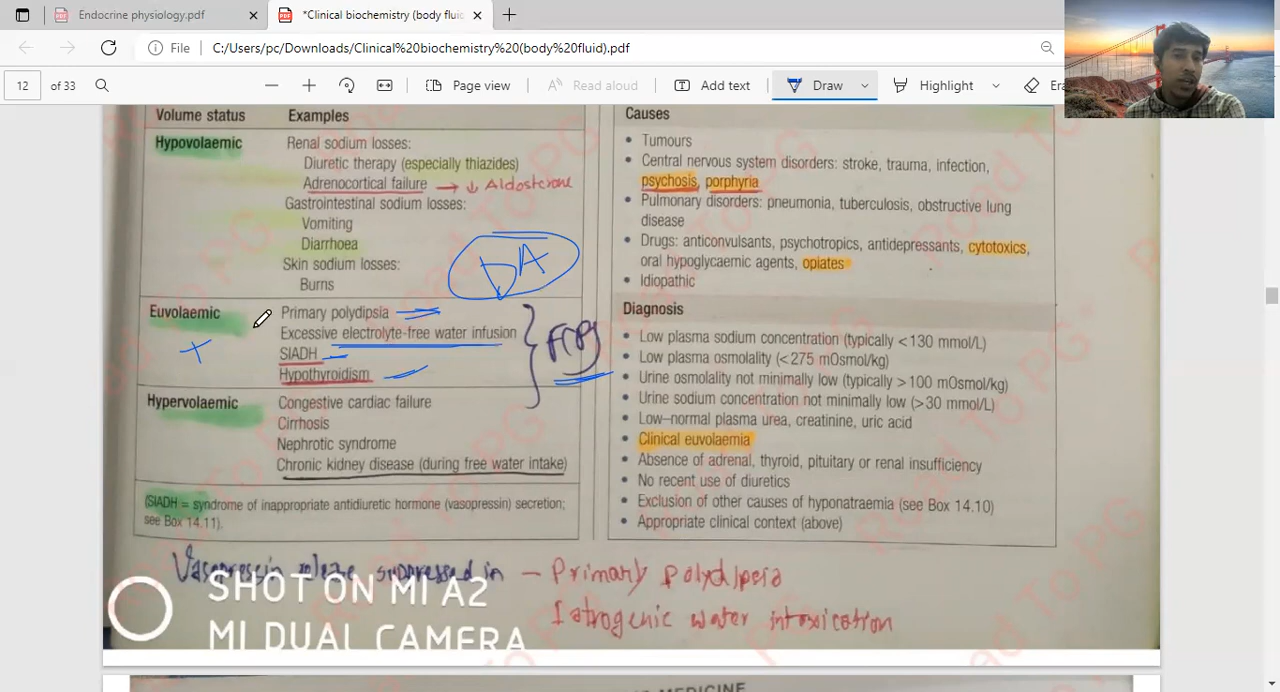 Endocrine physiology.pdf
*Clinical biochemistry (body fluid
File
C:/Users/pc/Downloads/Clinical%20biochemistry%20(body%20fluid).pdf
12 of 33
Page view
Read aloud
Add text
Draw
Highlight
Era
Volume status Examples
Hypovolaemic Renal sodium losses:
Diuretic therapy (especially thiazides)
Adrenocortical failure → ↓ Aldosterone
Gastrointestinal sodium losses:
Vomiting
Diarrhoea
Skin sodium losses:
Burns
DA
Euvolaemic Primary polydipsia
Excessive electrolyte-free water infusion
SIADH
Hypothyroidism
+
Hypervolaemic Congestive cardiac failure
Cirrhosis
Nephrotic syndrome
Chronic kidney disease (during free water intake)
(SIADH = syndrome of inappropriate antidiuretic hormone (vasopressin) secretion;
see Box 14.11).
Causes
• Tumours
• Central nervous system disorders: stroke, trauma, infection,
psychosis, porphyria
• Pulmonary disorders: pneumonia, tuberculosis, obstructive lung
disease
• Drugs: anticonvulsants, psychotropics, antidepressants, cytotoxics,
oral hypoglycaemic agents, opiates
• Idiopathic
Diagnosis
• Low plasma sodium concentration (typically <130 mmol/L)
• Low plasma osmolality (<275 mOsmol/kg)
• Urine osmolality not minimally low (typically >100 mOsmol/kg)
• Urine sodium concentration not minimally low (>30 mmol/L)
• Low–normal plasma urea, creatinine, uric acid
• Clinical euvolaemia
• Absence of adrenal, thyroid, pituitary or renal insufficiency
• No recent use of diuretics
• Exclusion of other causes of hyponatraemia (see Box 14.10)
• Appropriate clinical context (above)
Vasopressin release suppressed in — Primary polydipsia
Iatrogenic water intoxication
SHOT ON MI A2
MI DUAL CAMERA
MEDICINE
Road To PG